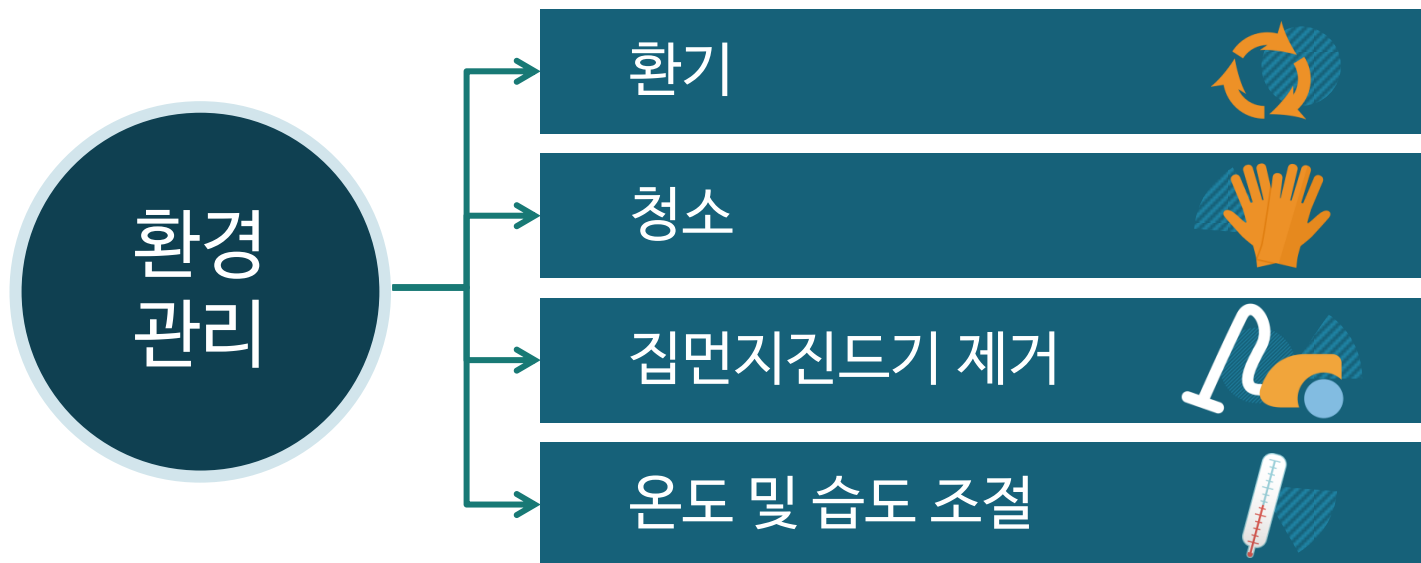 환경
관리
환기
청소
집먼지진드기 제거
온도 및 습도 조절